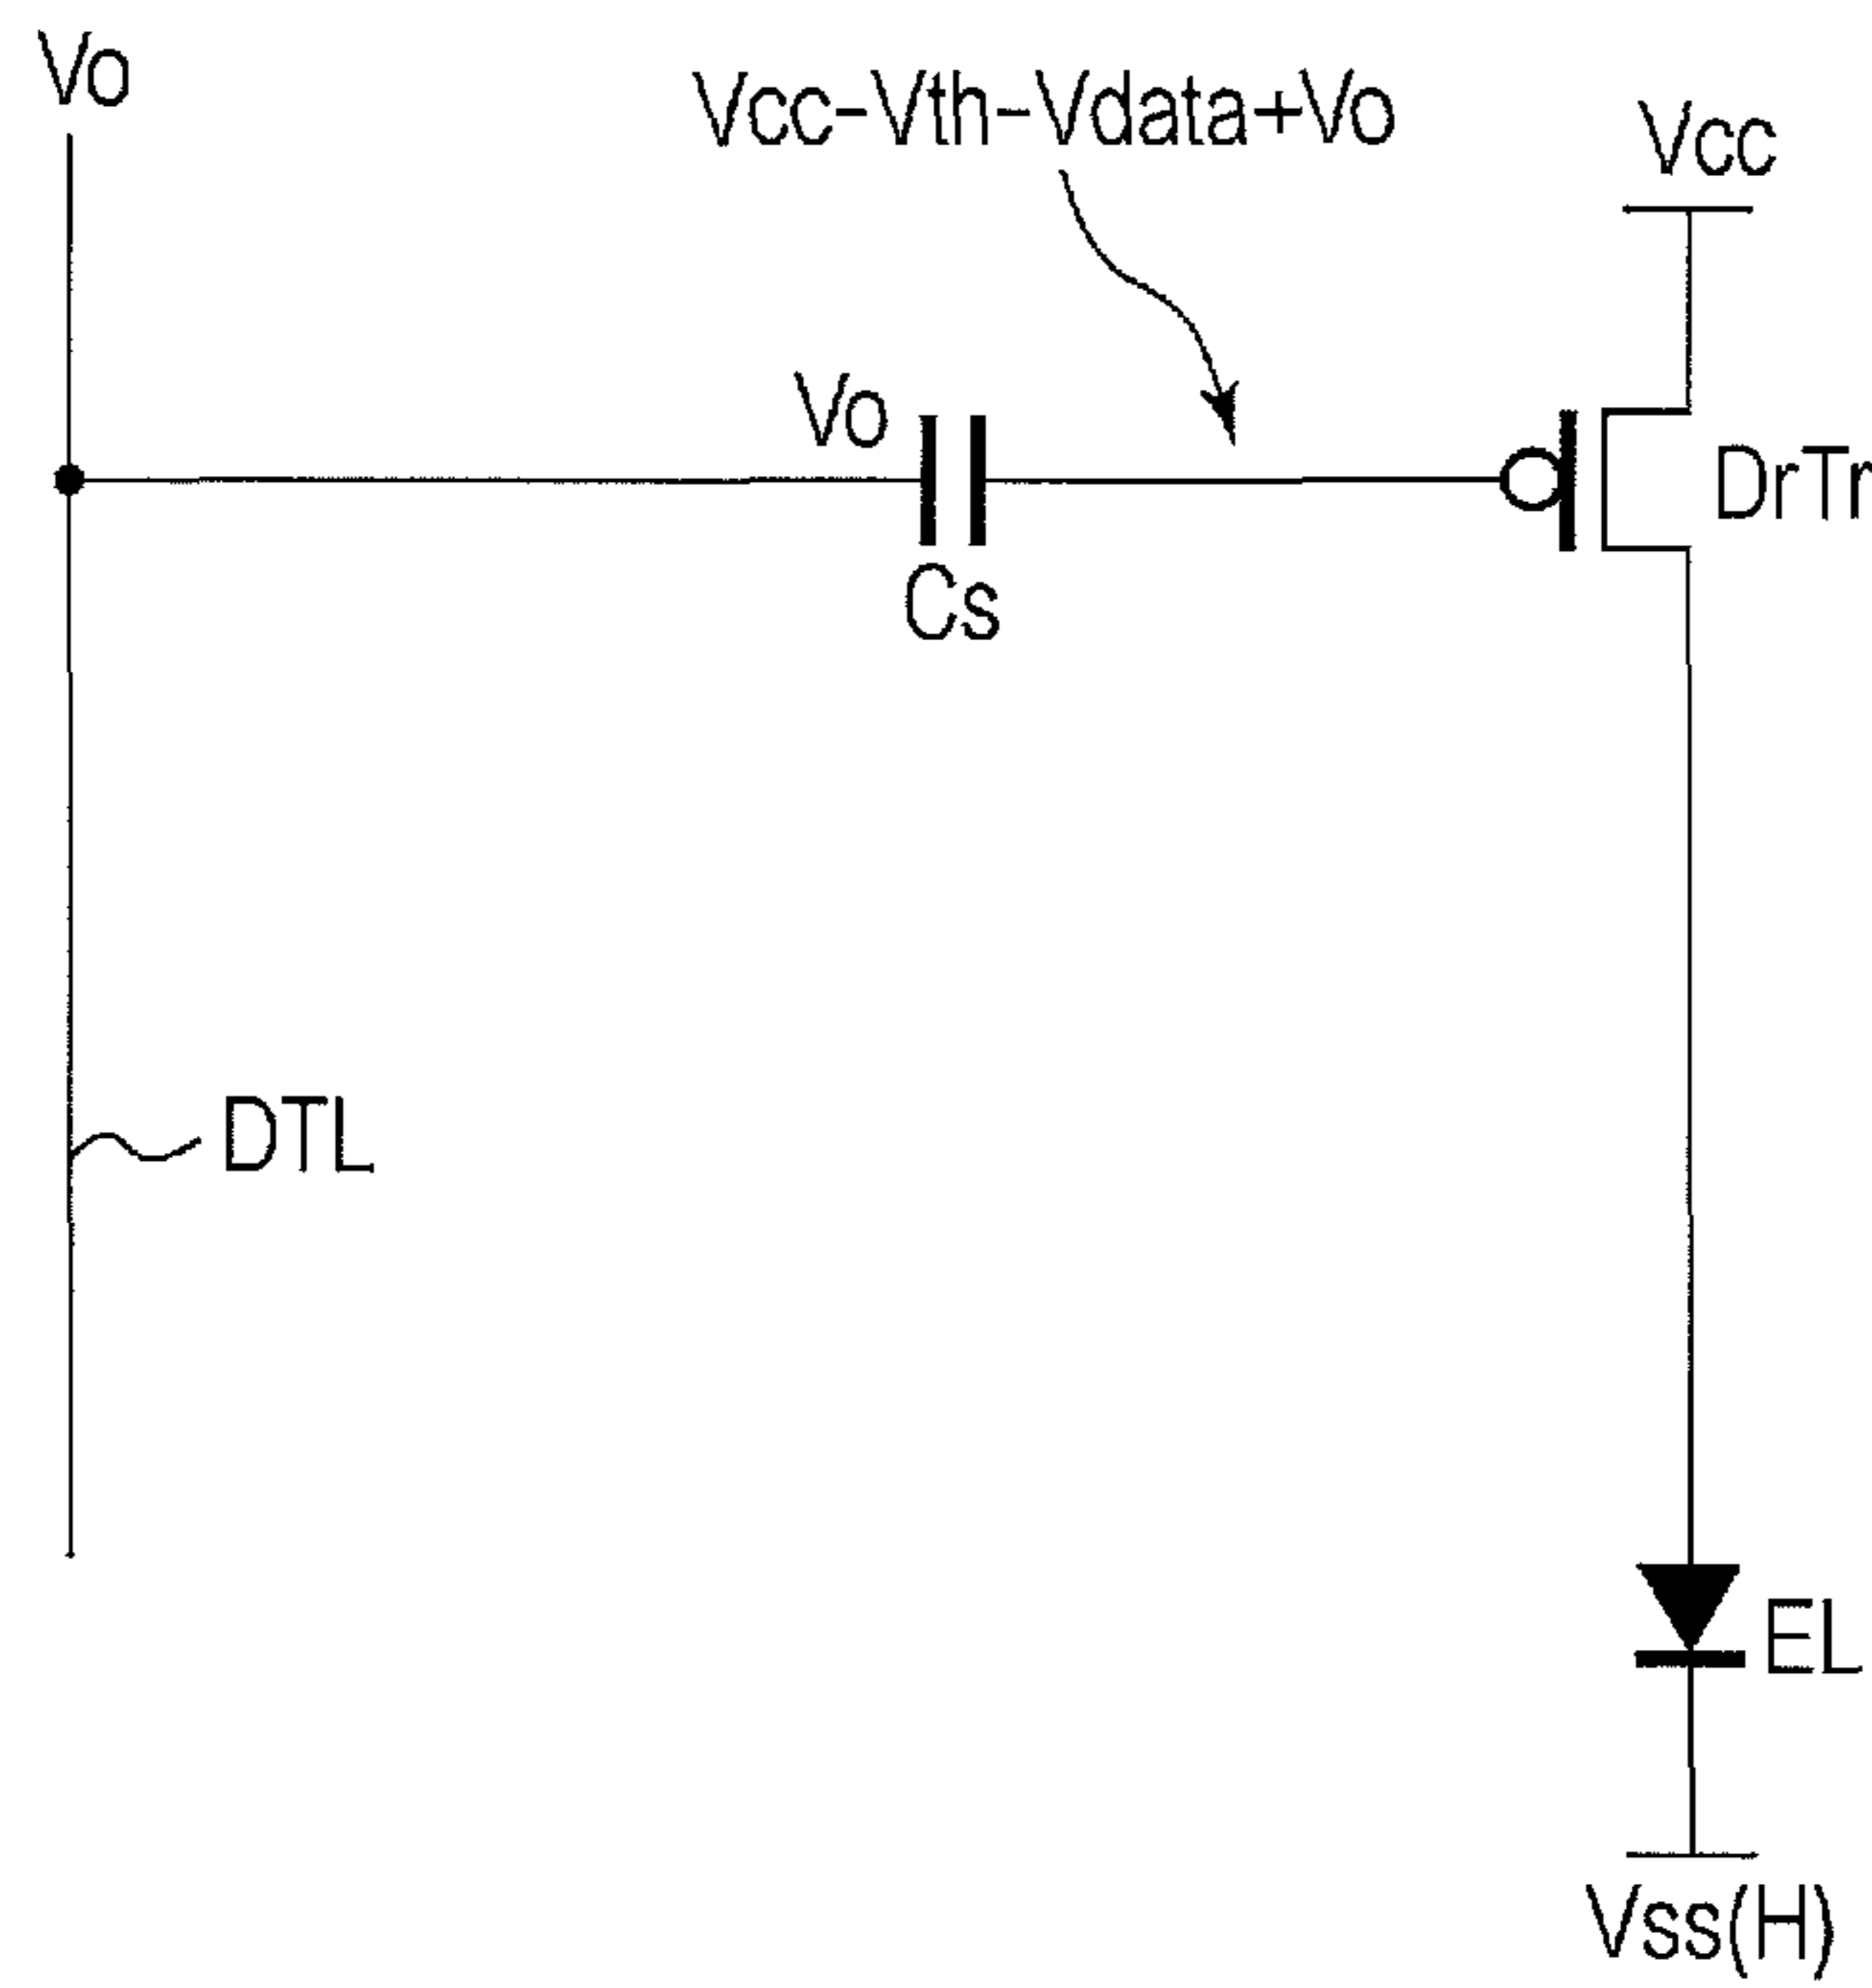 Vo
Vcc-Vth-Vdata+Vo
Vcc
Vo
DrTr
Cs
DTL
EL
Vss(H)